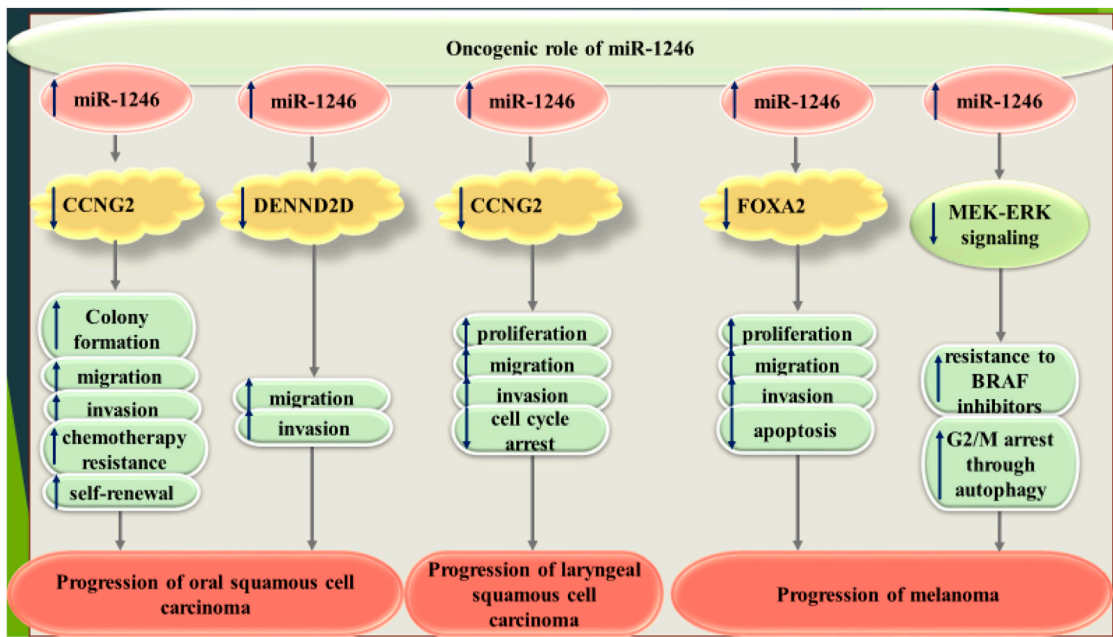 Oncogenic role of miR-1246
miR-1246
CCNG2
Colony
formation
migration
invasion
chemotherapy
resistance
self-renewal
miR-1246
DENND2D
migration
invasion
Progression of oral squamous cell
carcinoma
miR-1246
CCNG2
proliferation
migration
invasion
cell cycle
arrest
Progression of laryngeal
squamous cell
carcinoma
miR-1246
FOXA2
proliferation
migration
invasion
apoptosis
miR-1246
MEK-ERK
signaling
resistance to
BRAF
inhibitors
G2/M arrest
through
autophagy
Progression of melanoma